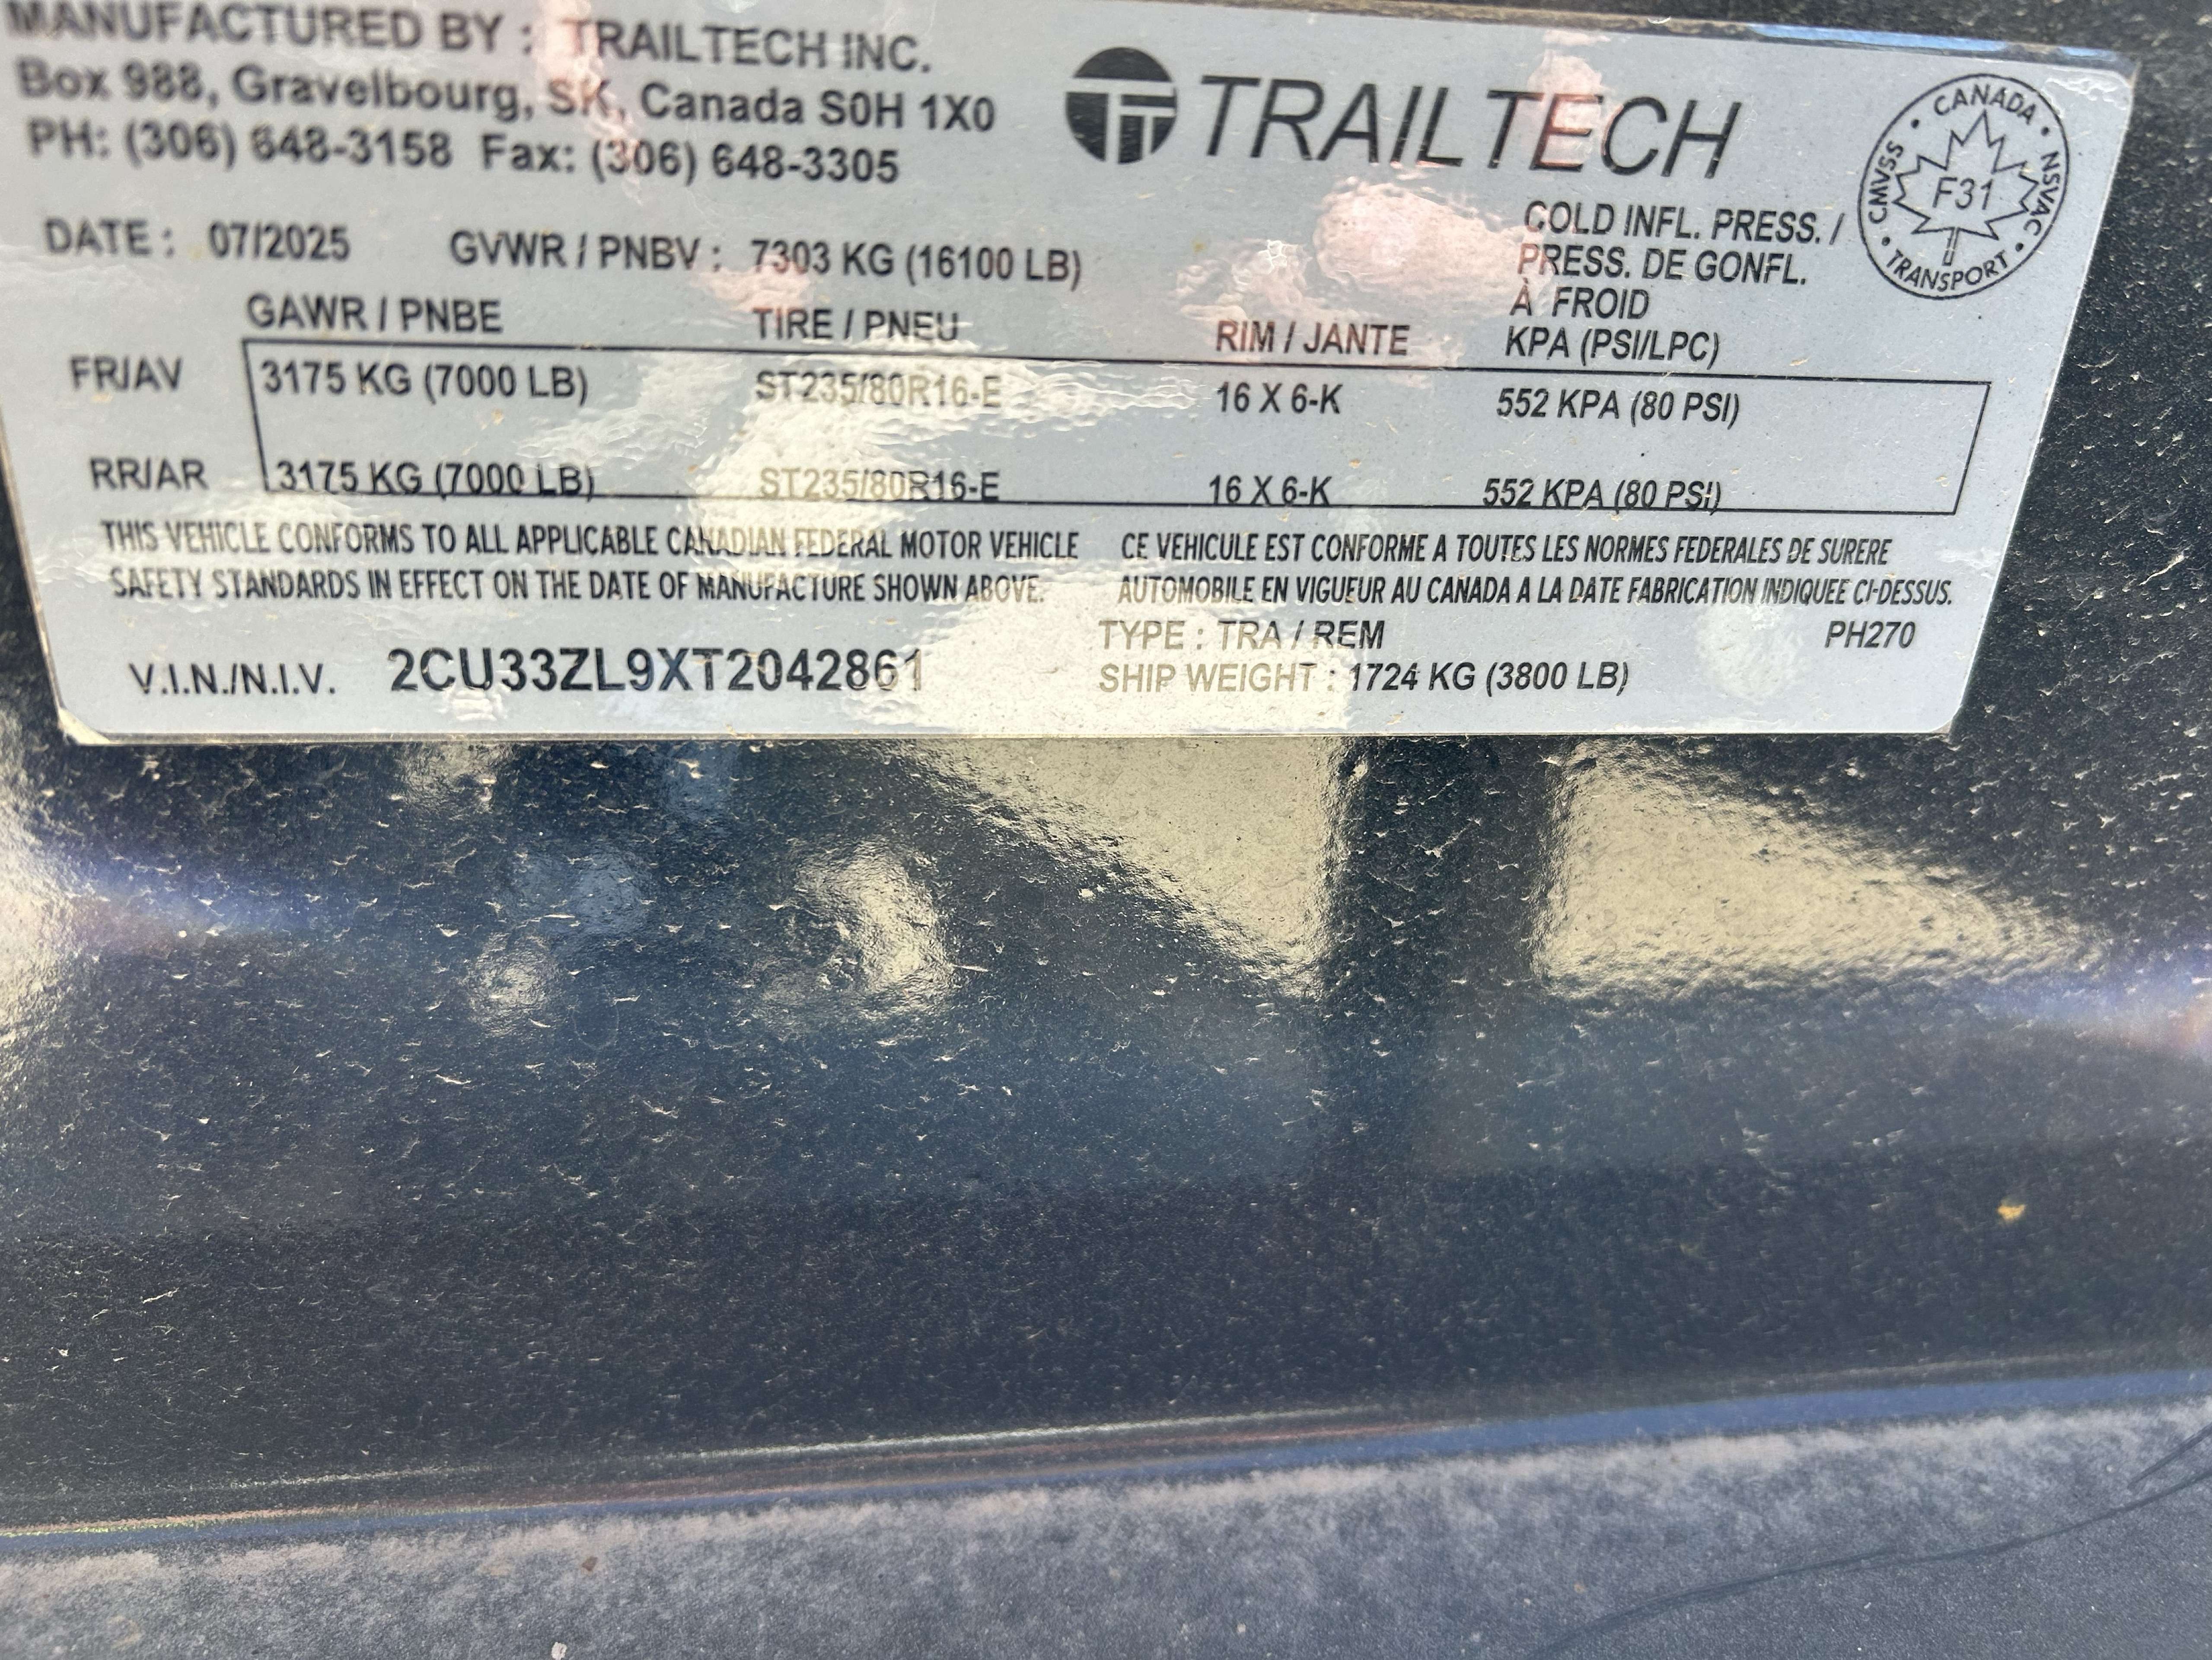 MANUFACTURED BY : TRAILTECH INC.
Box 988, Gravelbourg, SK, Canada S0H 1X0
PH: (306) 648-3158 Fax: (306) 648-3305
TRAILTECH
CANADA
CMVSS
NSVAC
TRANSPORT
F31
DATE : 07/2025 GVWR / PNBV : 7303 KG (16100 LB)
COLD INFL. PRESS. /
PRESS. DE GONFL.
À FROID
GAWR / PNBE TIRE / PNEU RIM / JANTE KPA (PSI/LPC)
FR/AV 3175 KG (7000 LB) ST235/80R16-E 16 X 6-K 552 KPA (80 PSI)
RR/AR 3175 KG (7000 LB) ST235/80R16-E 16 X 6-K 552 KPA (80 PSI)
THIS VEHICLE CONFORMS TO ALL APPLICABLE CANADIAN FEDERAL MOTOR VEHICLE
SAFETY STANDARDS IN EFFECT ON THE DATE OF MANUFACTURE SHOWN ABOVE.
CE VEHICULE EST CONFORME A TOUTES LES NORMES FEDERALES DE SURERE
AUTOMOBILE EN VIGUEUR AU CANADA A LA DATE FABRICATION INDIQUEE CI-DESSUS.
TYPE : TRA / REM PH270
V.I.N./N.I.V. 2CU33ZL9XT2042861
SHIP WEIGHT : 1724 KG (3800 LB)